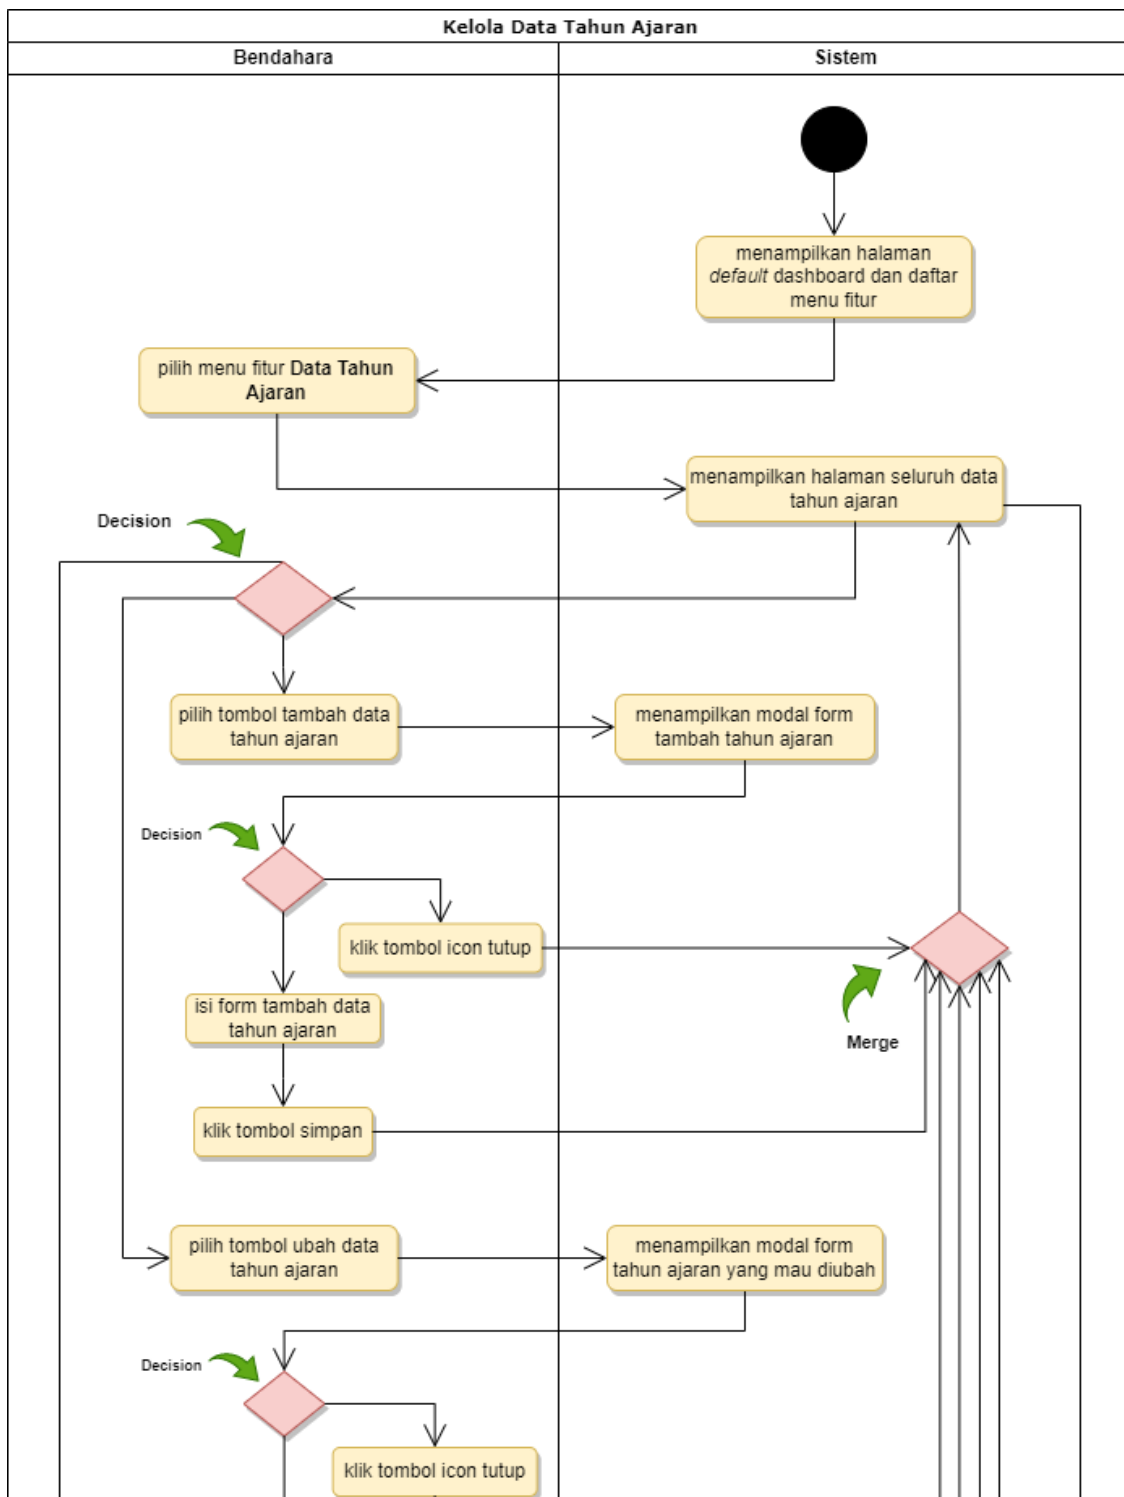 Kelola Data Tahun Ajaran
Bendahara
Sistem
menampilkan halaman
default dashboard dan daftar
menu fitur
pilih menu fitur Data Tahun
Ajaran
menampilkan halaman seluruh data
tahun ajaran
Decision
pilih tombol tambah data
tahun ajaran
menampilkan modal form
tambah tahun ajaran
Decision
klik tombol icon tutup
isi form tambah data
tahun ajaran
Merge
klik tombol simpan
pilih tombol ubah data
tahun ajaran
menampilkan modal form
tahun ajaran yang mau diubah
Decision
klik tombol icon tutup